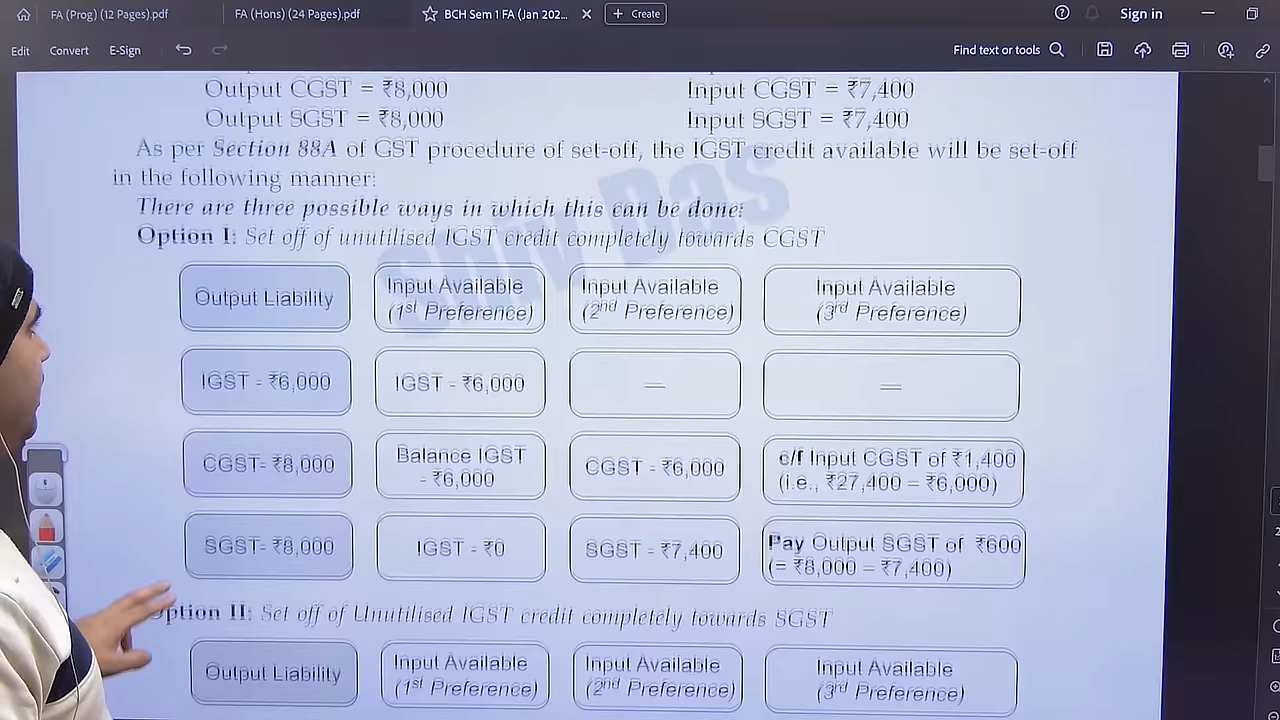 FA (Prog) (12 Pages).pdf
FA (Hons) (24 Pages).pdf
BCH Sem 1 FA (Jan 202...
Create
Sign in
Edit
Convert
E-Sign
Find text or tools
Output CGST = ₹8,000
Input CGST = ₹7,400
Output SGST = ₹8,000
Input SGST = ₹7,400
As per Section 88A of GST procedure of set-off, the IGST credit available will be set-off
in the following manner:
There are three possible ways in which this can be done:
Option I: Set off of unutilised IGST credit completely towards CGST
Output Liability
Input Available
(1st Preference)
Input Available
(2nd Preference)
Input Available
(3rd Preference)
IGST - ₹6,000
IGST - ₹6,000
—
—
CGST- ₹8,000
Balance IGST
- ₹6,000
CGST - ₹6,000
c/f Input CGST of ₹1,400
(i.e., ₹27,400 – ₹6,000)
SGST- ₹8,000
IGST - ₹0
SGST - ₹7,400
Pay Output SGST of ₹600
(= ₹8,000 – ₹7,400)
Option II: Set off of Unutilised IGST credit completely towards SGST
Output Liability
Input Available
(1st Preference)
Input Available
(2nd Preference)
Input Available
(3rd Preference)
Shiv Das